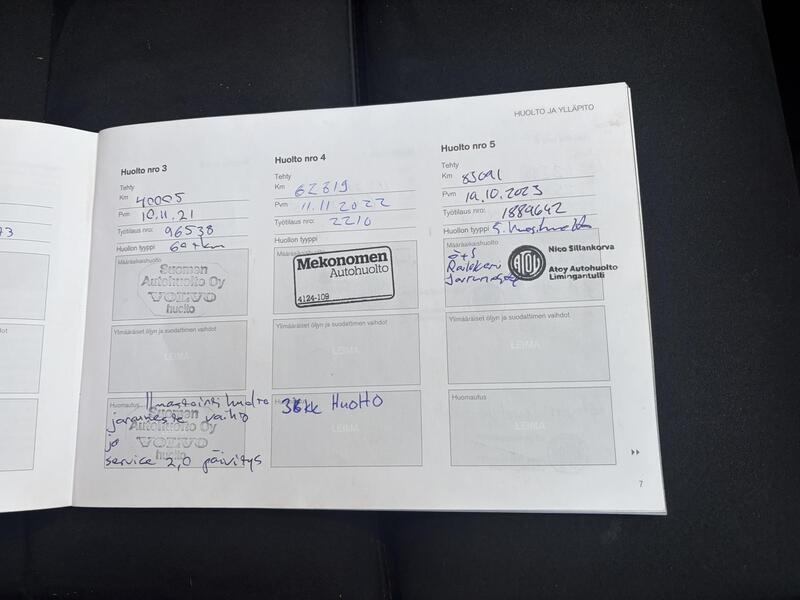 73
HUOLTO JA YLLÄPITO
Huolto nro 3
Tehty
Km 40005
Pvm 10.11.21
Työtilaus nro: 96538
Huollon tyyppi
Määräaikaishuolto
Suomen
Autohuolto Oy
VOLVO
huolto
Ylimääräiset öljyn ja suodattimen vaihdot
LEIMA
Huomautus
Ilmastointihuolto
jarruneste vaihto
ja
service 2,0 päivitys
Suomen
Autohuolto Oy
VOLVO
huolto
Huolto nro 4
Tehty
Km 62819
Pvm 11.11 2022
Työtilaus nro: 2210
Huollon tyyppi
Mekonomen
Autohuolto
4124-109
Ylimääräiset öljyn ja suodattimen vaihdot
LEIMA
36kk HUOLTO
LEIMA
Huolto nro 5
Tehty
Km 85091
Pvm 19.10.2023
Työtilaus nro: 1889642
Huollon tyyppi
Määräaikaishuolto
ö+s
Jarruneste
ATOY
Nico Sillankorva
Atoy Autohuolto
Limingantulli
Ylimääräiset öljyn ja suodattimen vaihdot
LEIMA
Huomautus
LEIMA
7